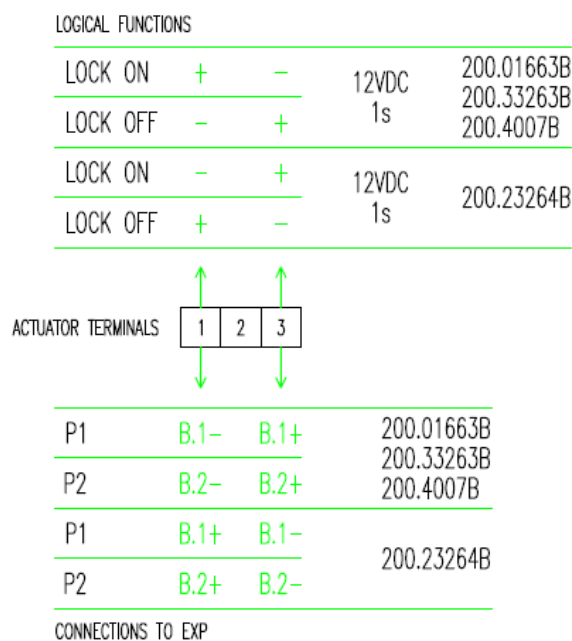 LOGICAL FUNCTIONS
LOCK ON + - 12VDC 1s 200.01663B
LOCK OFF - + 200.33263B
200.4007B
LOCK ON - + 12VDC 1s 200.23264B
LOCK OFF + -
ACTUATOR TERMINALS 1 2 3
P1 B.1- B.1+ 200.01663B
200.33263B
P2 B.2- B.2+ 200.4007B
P1 B.1+ B.1- 200.23264B
P2 B.2+ B.2-
CONNECTIONS TO EXP